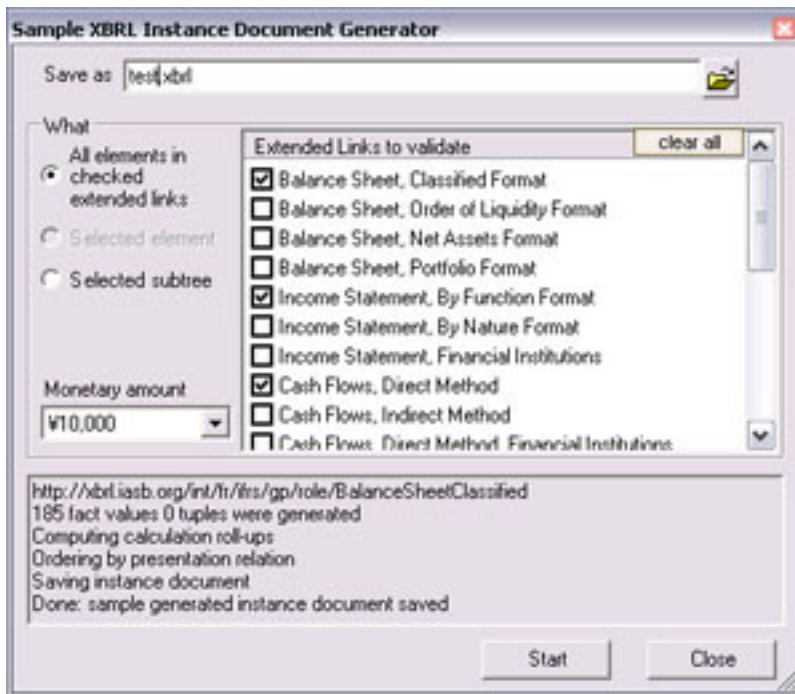 Sample XBRL Instance Document Generator
Save as test.xbrl
What
All elements in
checked
extended links
Selected element
Selected subtree
Monetary amount
¥10,000
Extended Links to validate
clear all
Balance Sheet, Classified Format
Balance Sheet, Order of Liquidity Format
Balance Sheet, Net Assets Format
Balance Sheet, Portfolio Format
Income Statement, By Function Format
Income Statement, By Nature Format
Income Statement, Financial Institutions
Cash Flows, Direct Method
Cash Flows, Indirect Method
Cash Flows, Direct Method, Financial Institutions
http://xbrl.iasb.org/int/fr/ifrs/gp/role/BalanceSheetClassified
185 fact values 0 tuples were generated
Computing calculation roll-ups
Ordering by presentation relation
Saving instance document
Done: sample generated instance document saved
Start
Close